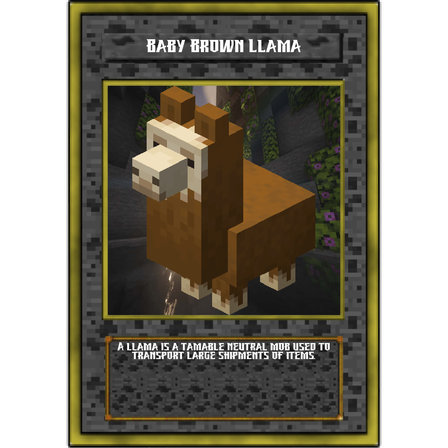 Baby Brown Llama
A llama is a tamable neutral mob used to
transport large shipments of items.